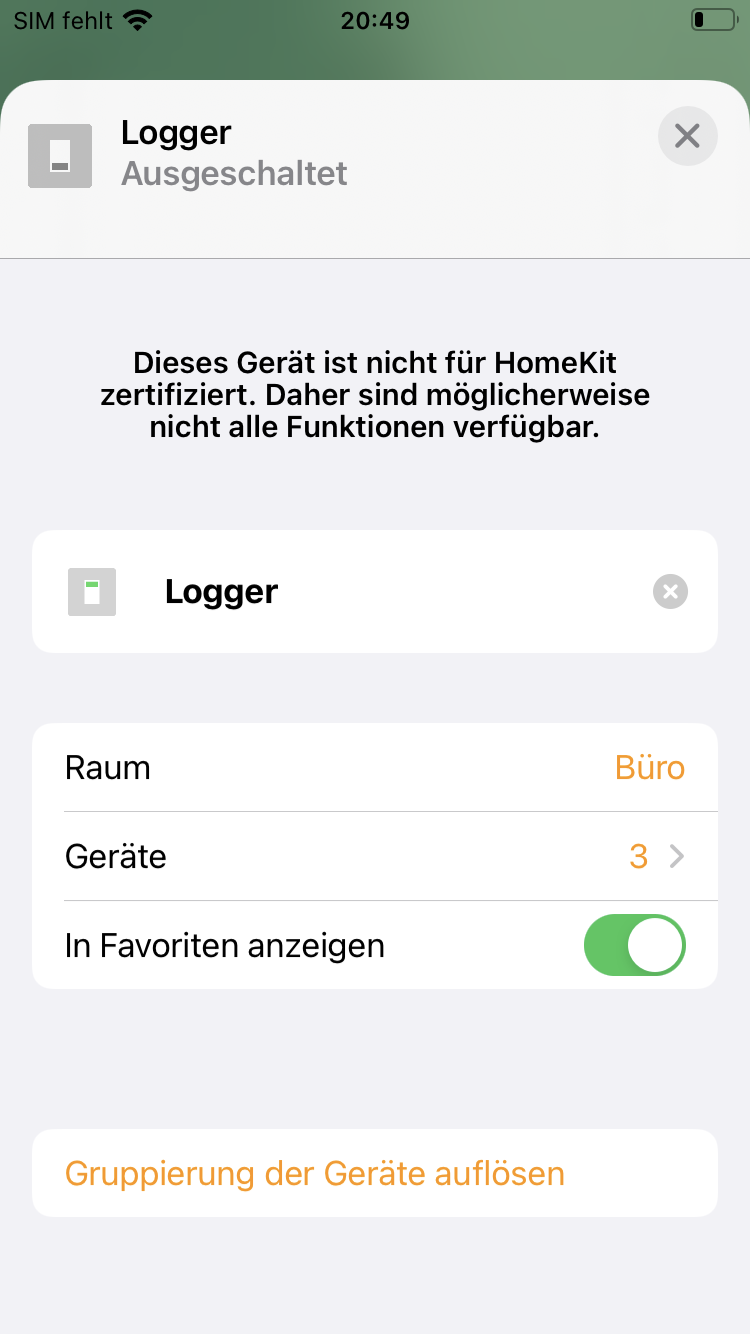 SIM fehlt 20:49
Logger
Ausgeschaltet
Dieses Gerät ist nicht für HomeKit
zertifiziert. Daher sind möglicherweise
nicht alle Funktionen verfügbar.
Logger
Raum Büro
Geräte 3
In Favoriten anzeigen
Gruppierung der Geräte auflösen